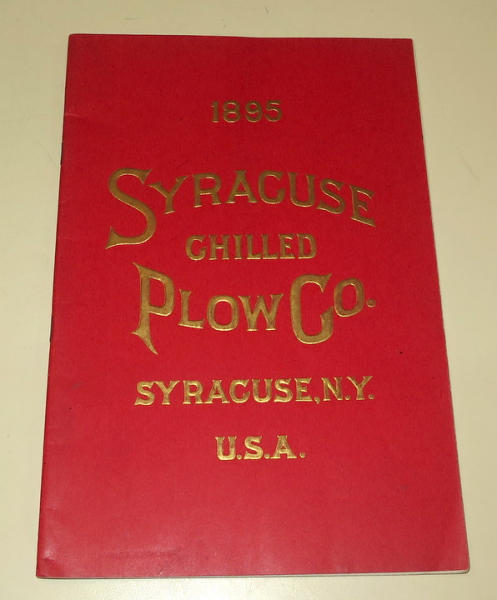 1895
SYRACUSE
CHILLED
PLOW CO.
SYRACUSE, N.Y.
U.S.A.